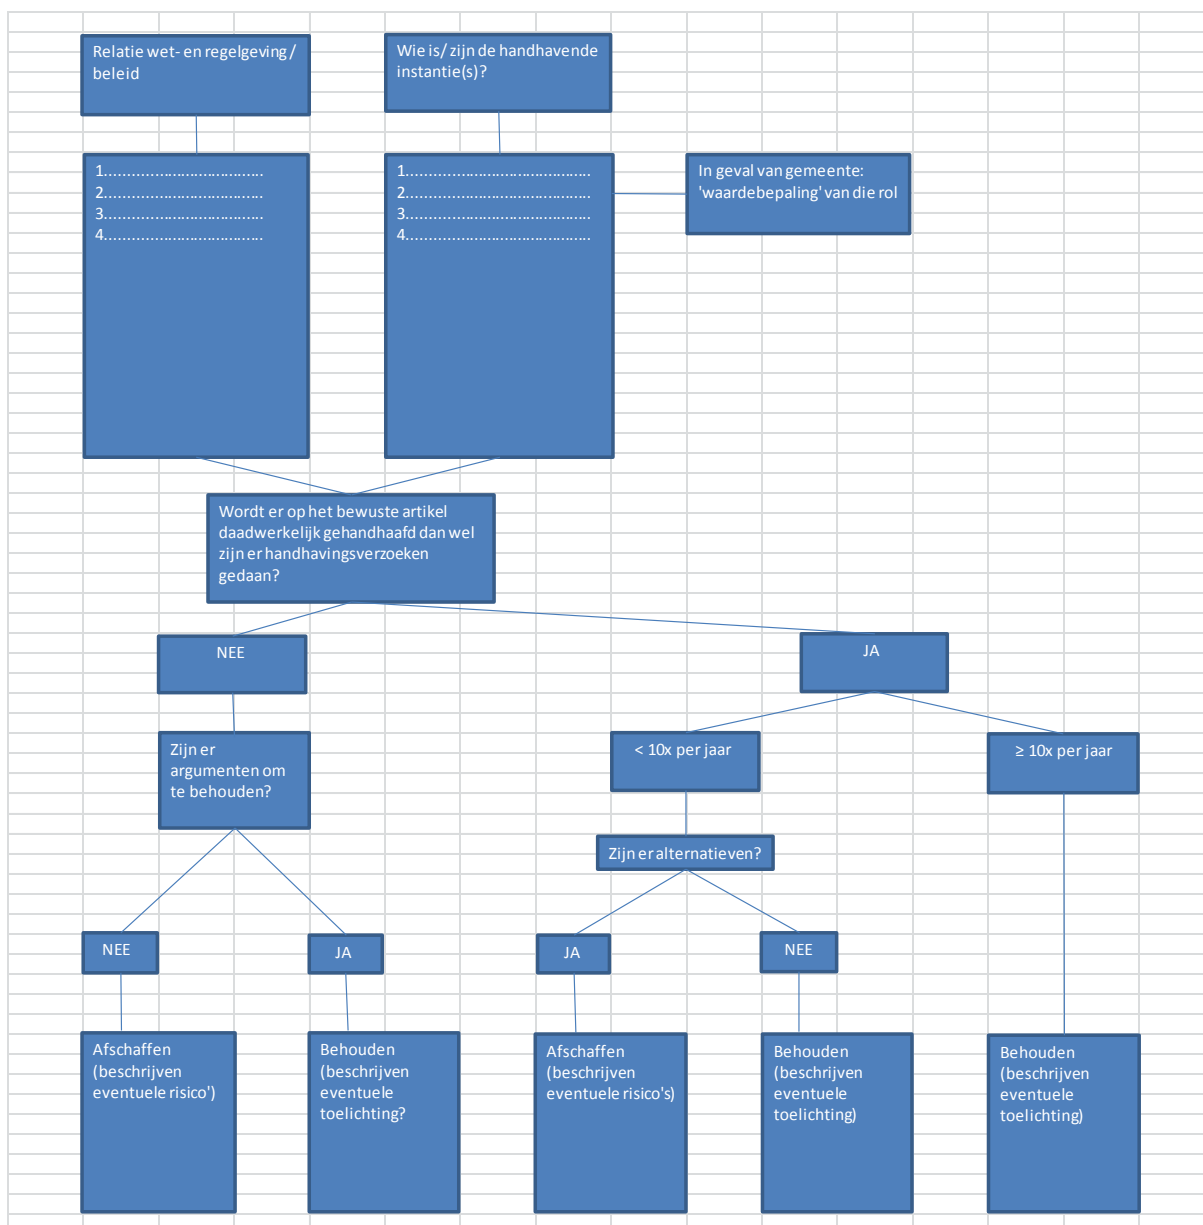 Relatie wet- en regelgeving /
beleid
Wie is/ zijn de handhavende
instantie(s)?
1....................................
2....................................
3....................................
4....................................
1...........................................
2...........................................
3...........................................
4...........................................
In geval van gemeente:
'waardebepaling' van die rol
Wordt er op het bewuste artikel
daadwerkelijk gehandhaafd dan wel
zijn er handhavingsverzoeken
gedaan?
NEE
JA
Zijn er
argumenten om
te behouden?
< 10x per jaar
≥ 10x per jaar
Zijn er alternatieven?
NEE
JA
JA
NEE
Afschaffen
(beschrijven
eventuele risico')
Behouden
(beschrijven
eventuele
toelichting?
Afschaffen
(beschrijven
eventuele risico's)
Behouden
(beschrijven
eventuele
toelichting)
Behouden
(beschrijven
eventuele
toelichting)